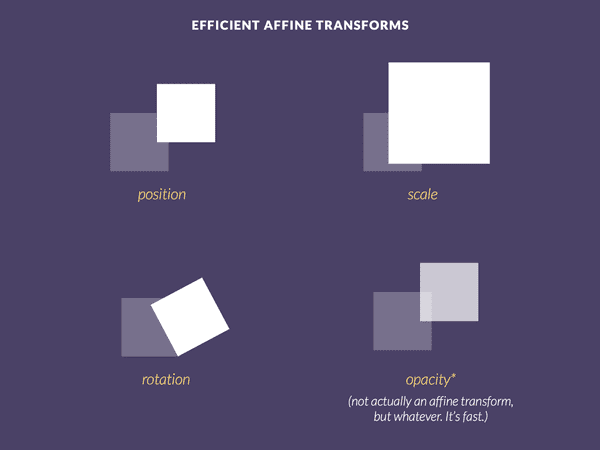 EFFICIENT AFFINE TRANSFORMS
position
scale
rotation
opacity*
(not actually an affine transform,
but whatever. It's fast.)